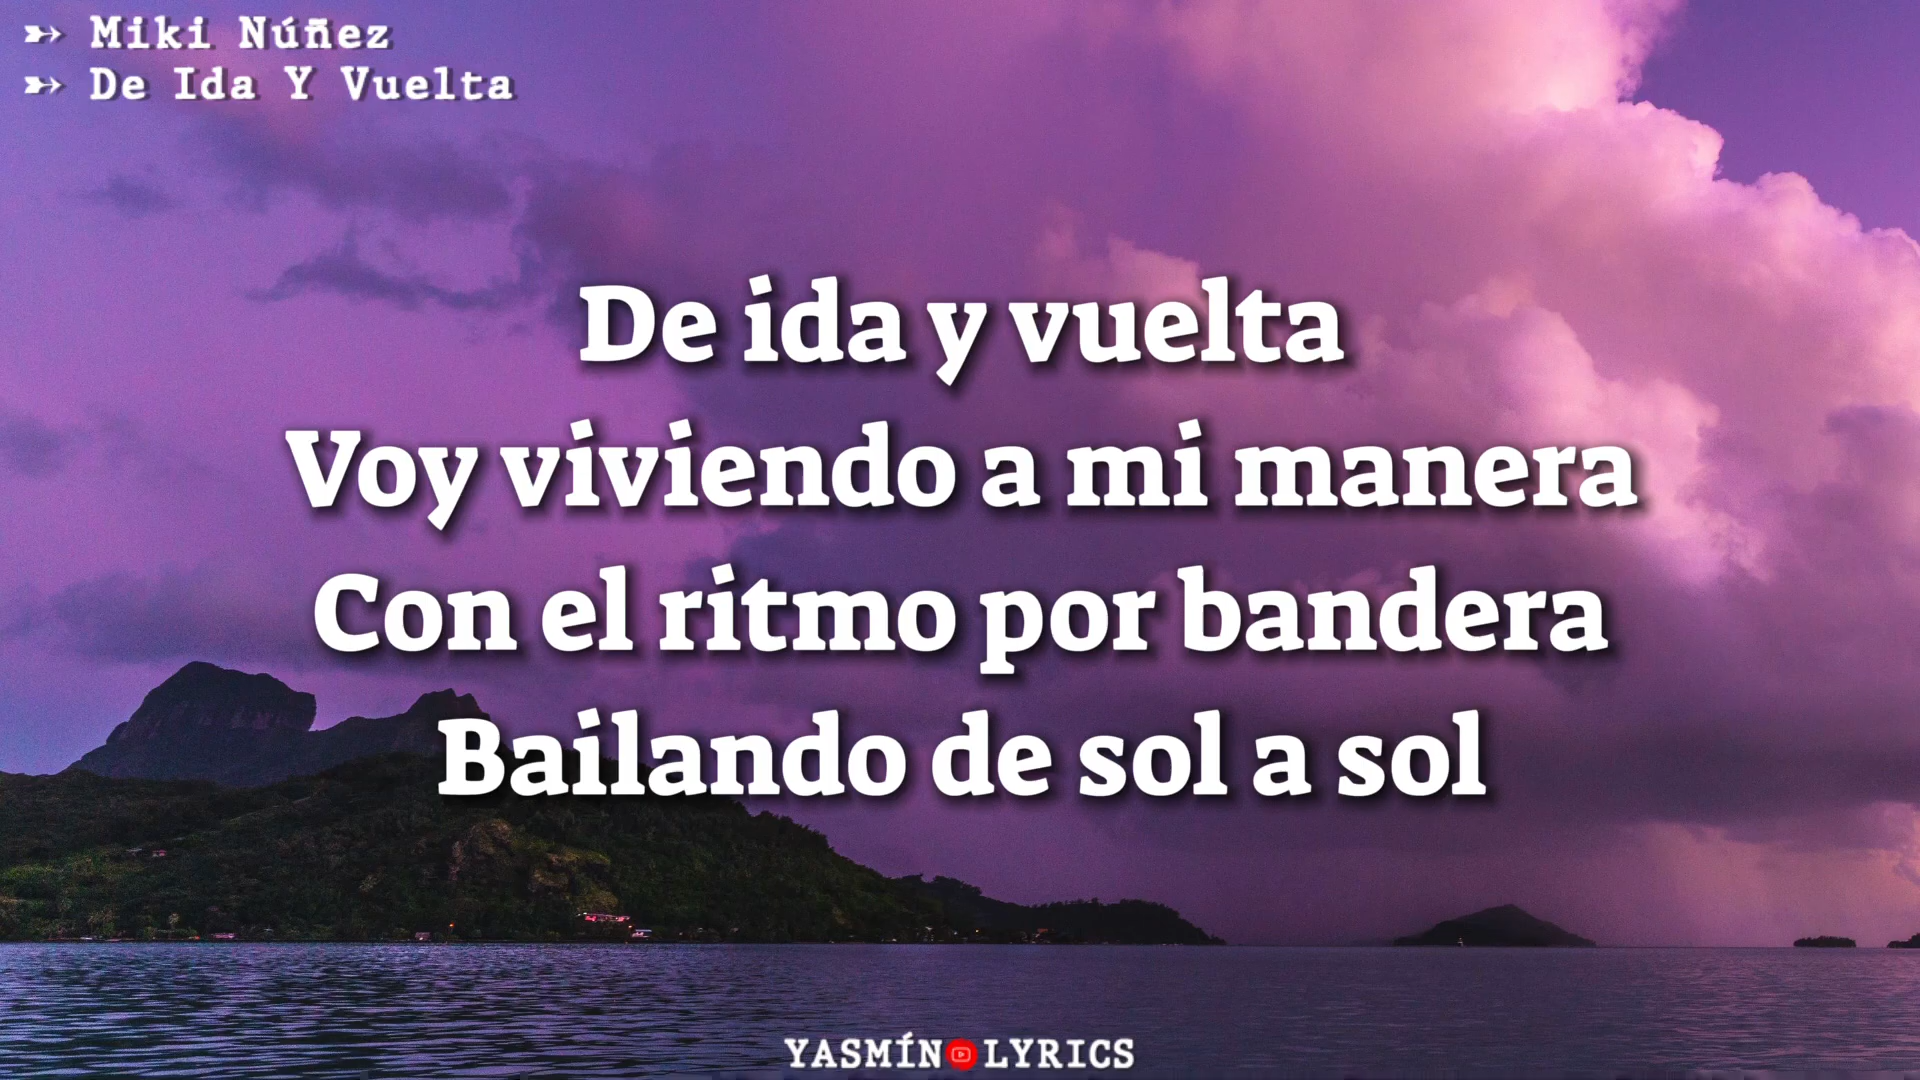 ➳ Miki Núñez
➳ De Ida Y Vuelta
De ida y vuelta
Voy viviendo a mi manera
Con el ritmo por bandera
Bailando de sol a sol
YASMÍN LYRICS